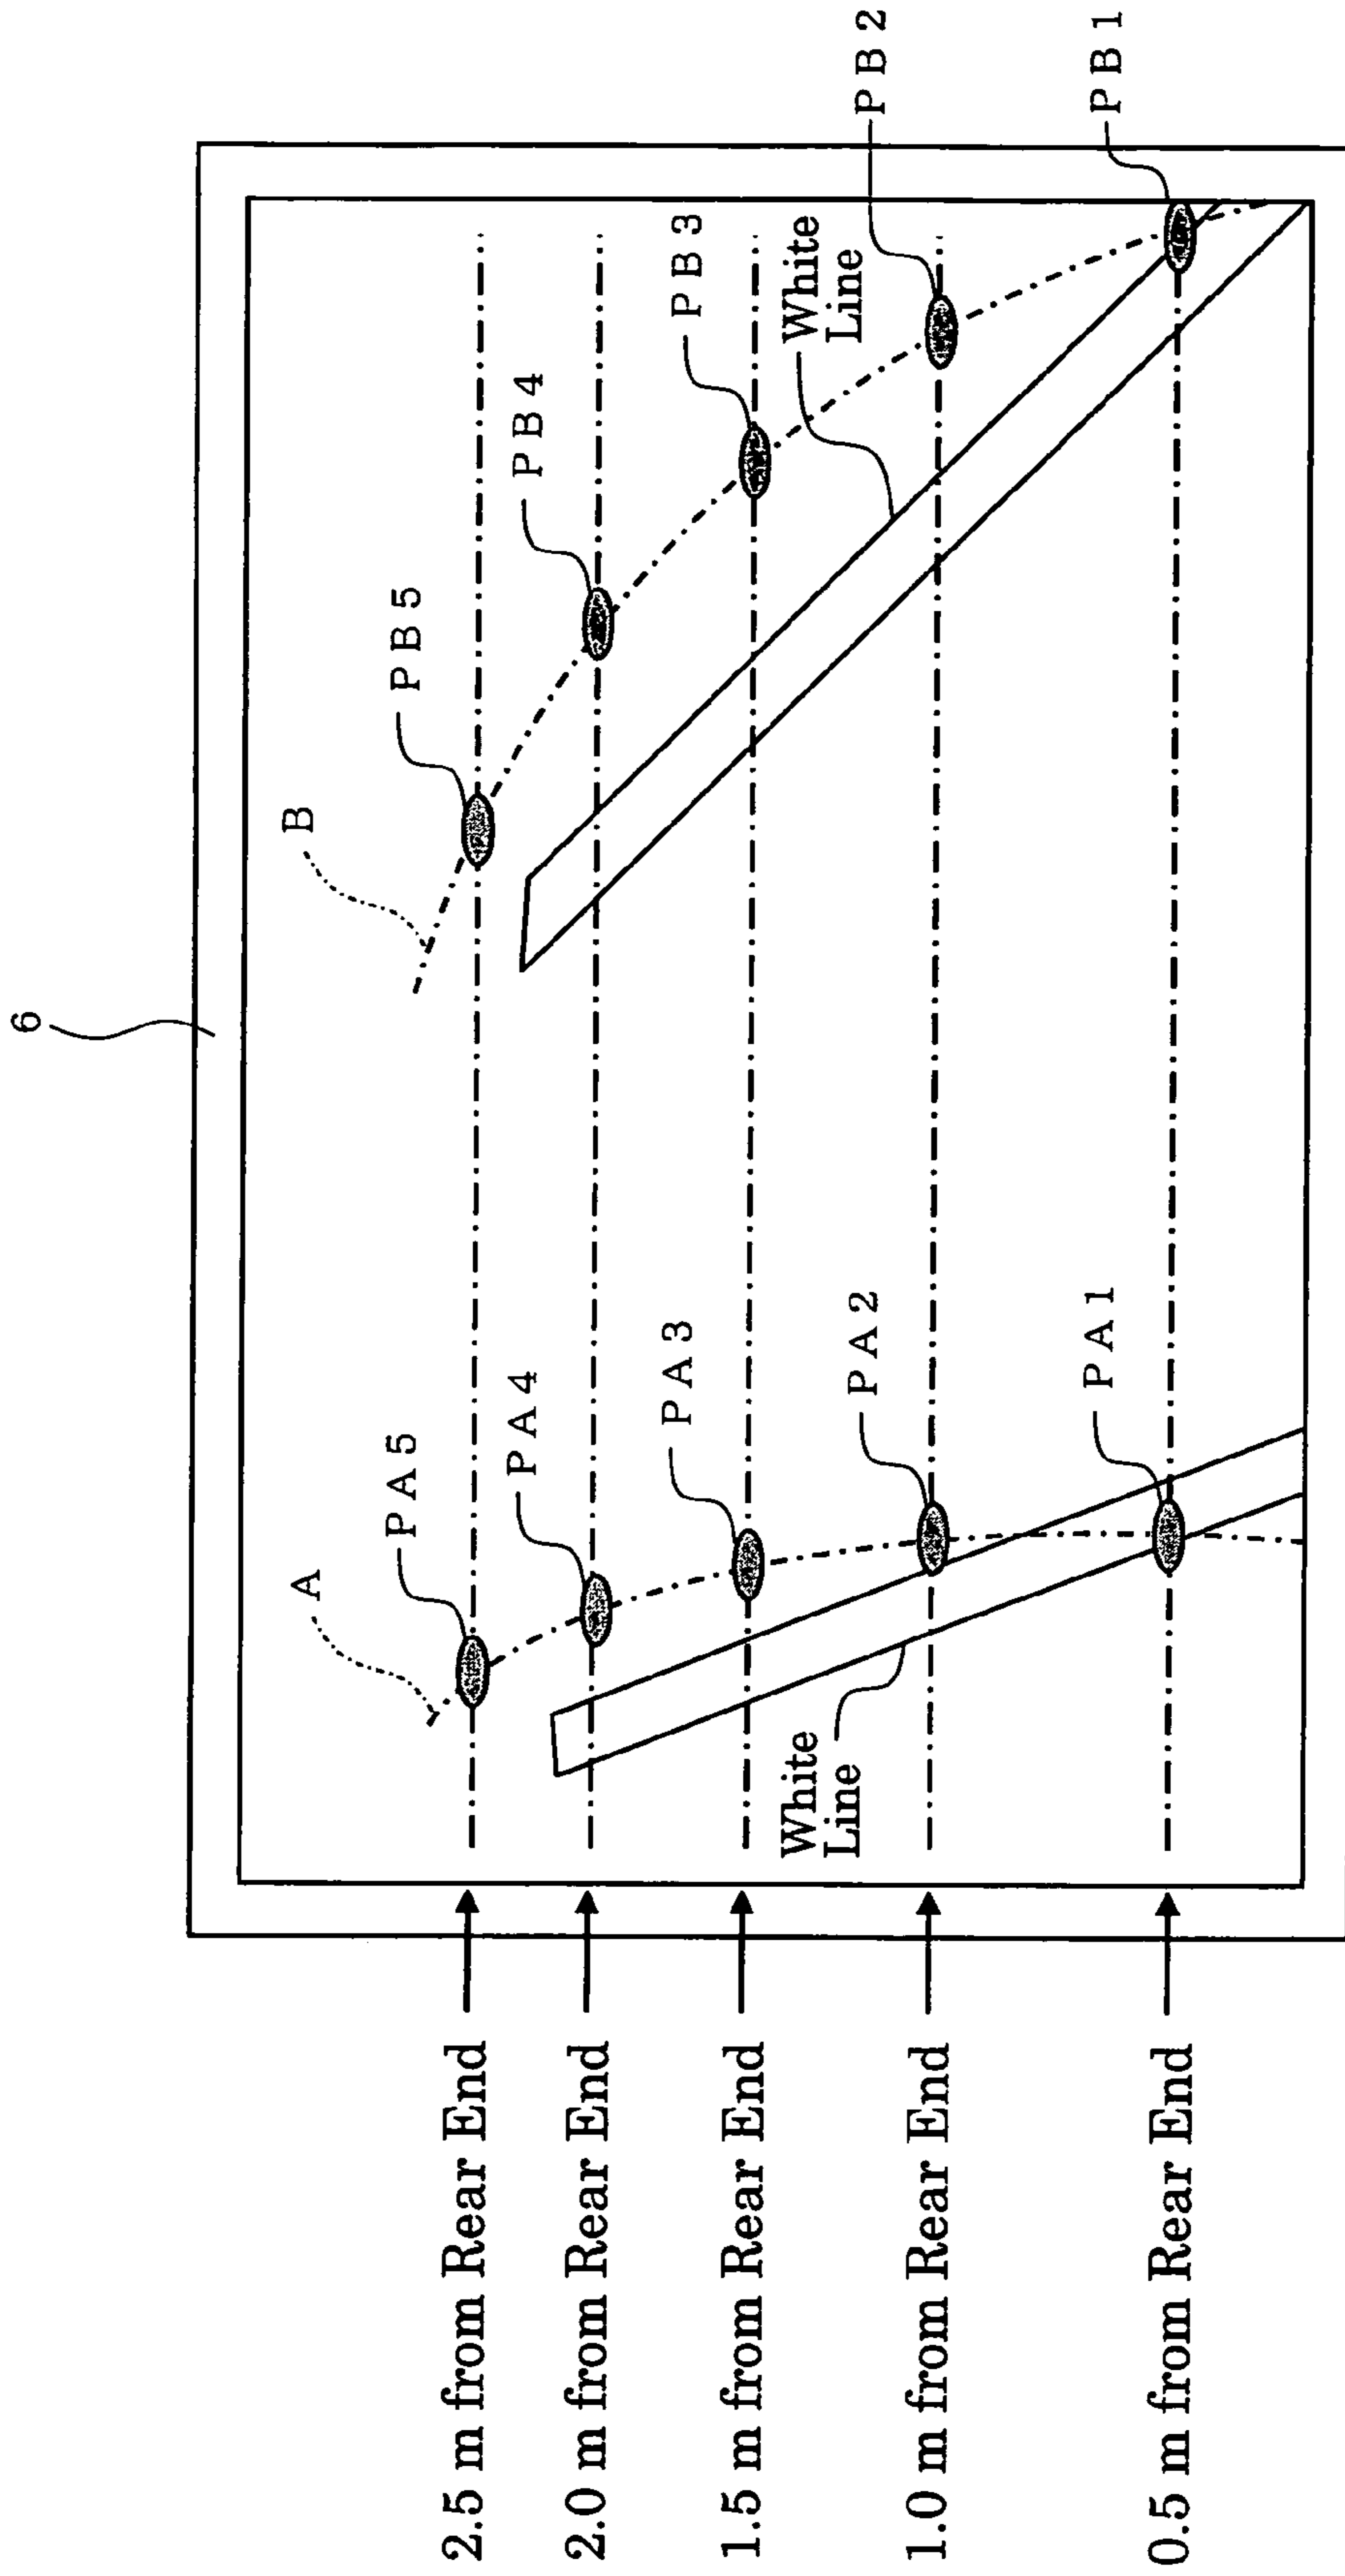 6
B
PB5
PB4
PB3
PB2
PB1
White
Line
A
PA5
PA4
PA3
PA2
PA1
White
Line
2.5 m from Rear End
2.0 m from Rear End
1.5 m from Rear End
1.0 m from Rear End
0.5 m from Rear End